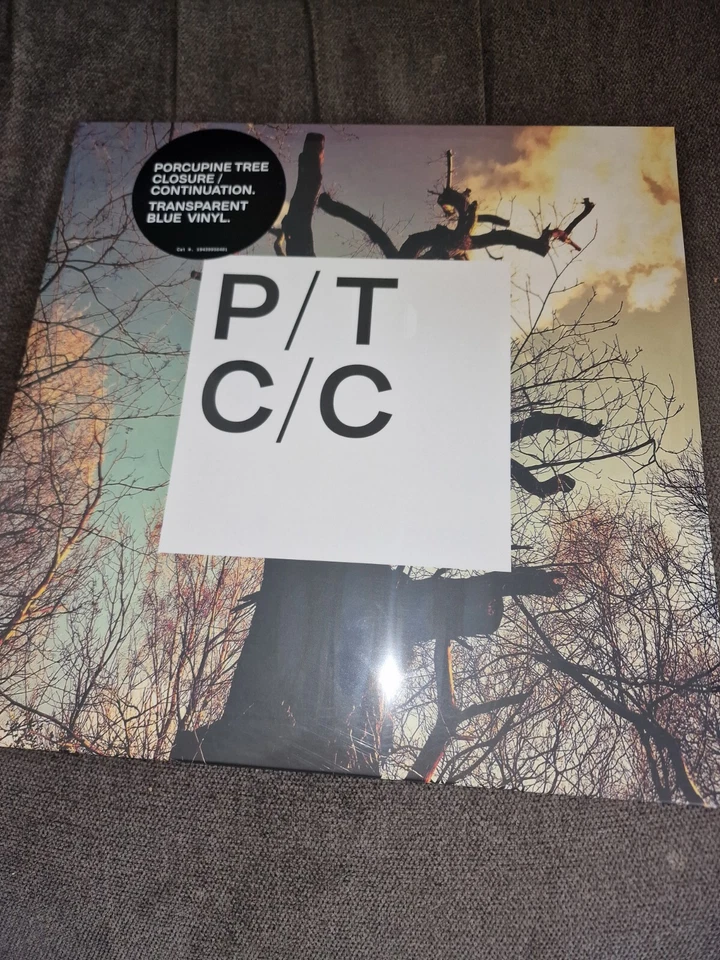 PORCUPINE TREE
CLOSURE /
CONTINUATION.
TRANSPARENT
BLUE VINYL.
P/T
C/C